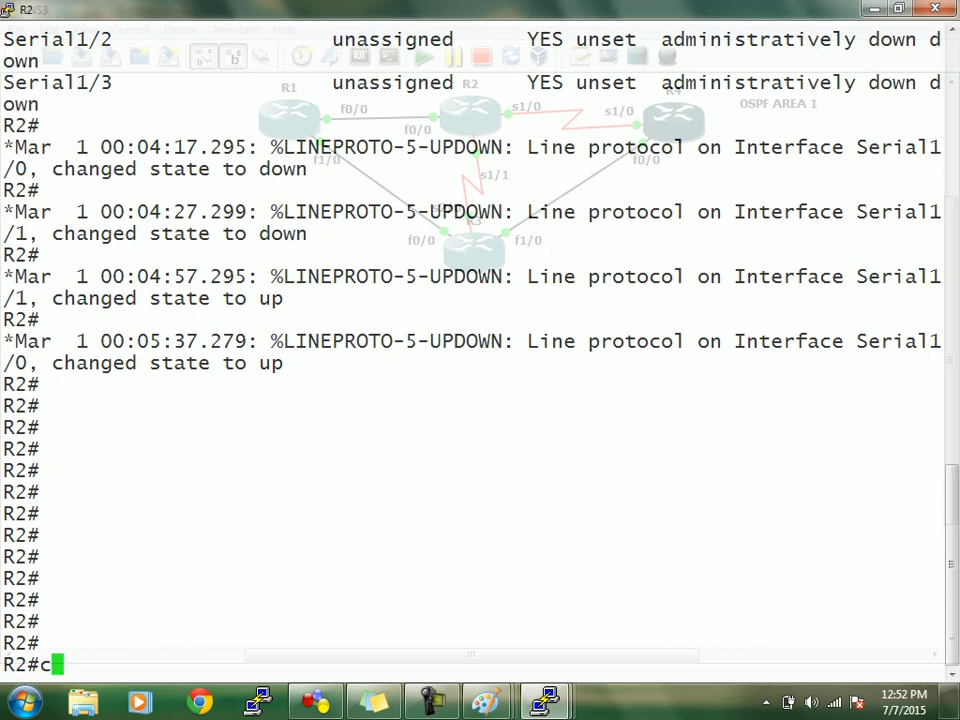 R2
Serial1/2 unassigned YES unset administratively down d
own
Serial1/3 unassigned YES unset administratively down d
own
R2#
*Mar 1 00:04:17.295: %LINEPROTO-5-UPDOWN: Line protocol on Interface Serial1
/0, changed state to down
R2#
*Mar 1 00:04:27.299: %LINEPROTO-5-UPDOWN: Line protocol on Interface Serial1
/1, changed state to down
R2#
*Mar 1 00:04:57.295: %LINEPROTO-5-UPDOWN: Line protocol on Interface Serial1
/1, changed state to up
R2#
*Mar 1 00:05:37.279: %LINEPROTO-5-UPDOWN: Line protocol on Interface Serial1
/0, changed state to up
R2#
R2#
R2#
R2#
R2#
R2#
R2#
R2#
R2#
R2#
R2#
R2#
R2#
R2#c
R1
R2
R4
OSPF AREA 1
f0/0
f0/0
s1/0
s1/0
f1/0
s1/1
f0/0
R3
f0/0
f1/0
Control
Device
Annotate
Help
12:52 PM
7/7/2015